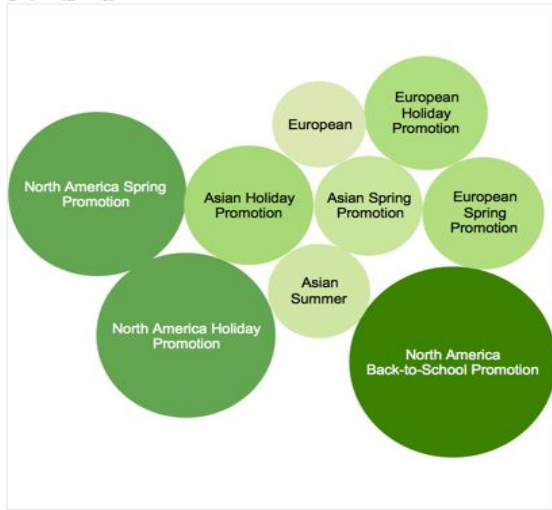 European
European
Holiday
Promotion
North America Spring
Promotion
Asian Holiday
Promotion
Asian Spring
Promotion
European
Spring
Promotion
Asian
Summer
North America Holiday
Promotion
North America
Back-to-School Promotion